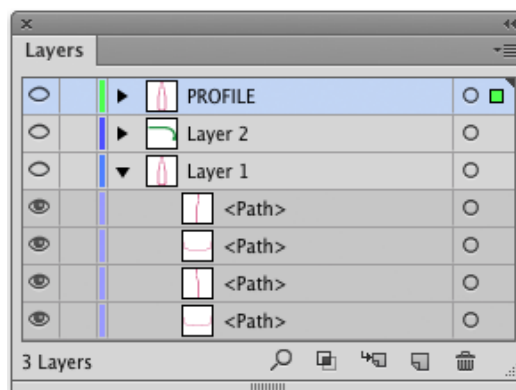 Layers
PROFILE
Layer 2
Layer 1
<Path>
<Path>
<Path>
<Path>
3 Layers